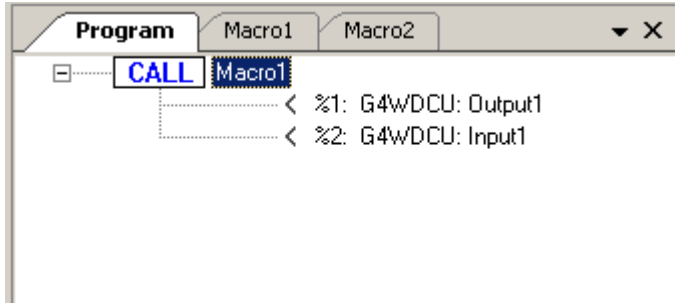 Program Macro1 Macro2
CALL Macro1
%1: G4WDCU: Output1
%2: G4WDCU: Input1